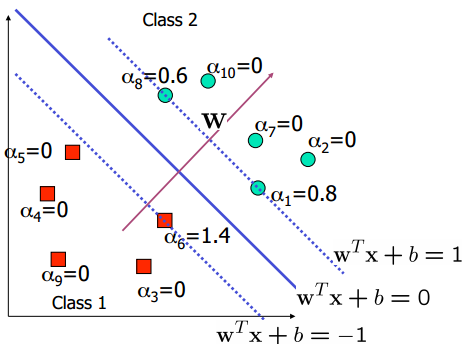 Class 2
α₈=0.6
α₁₀=0
w
α₇=0
α₂=0
α₅=0
α₁=0.8
α₄=0
α₆=1.4
wᵀx + b = 1
α₉=0
α₃=0
wᵀx + b = 0
Class 1
wᵀx + b = −1